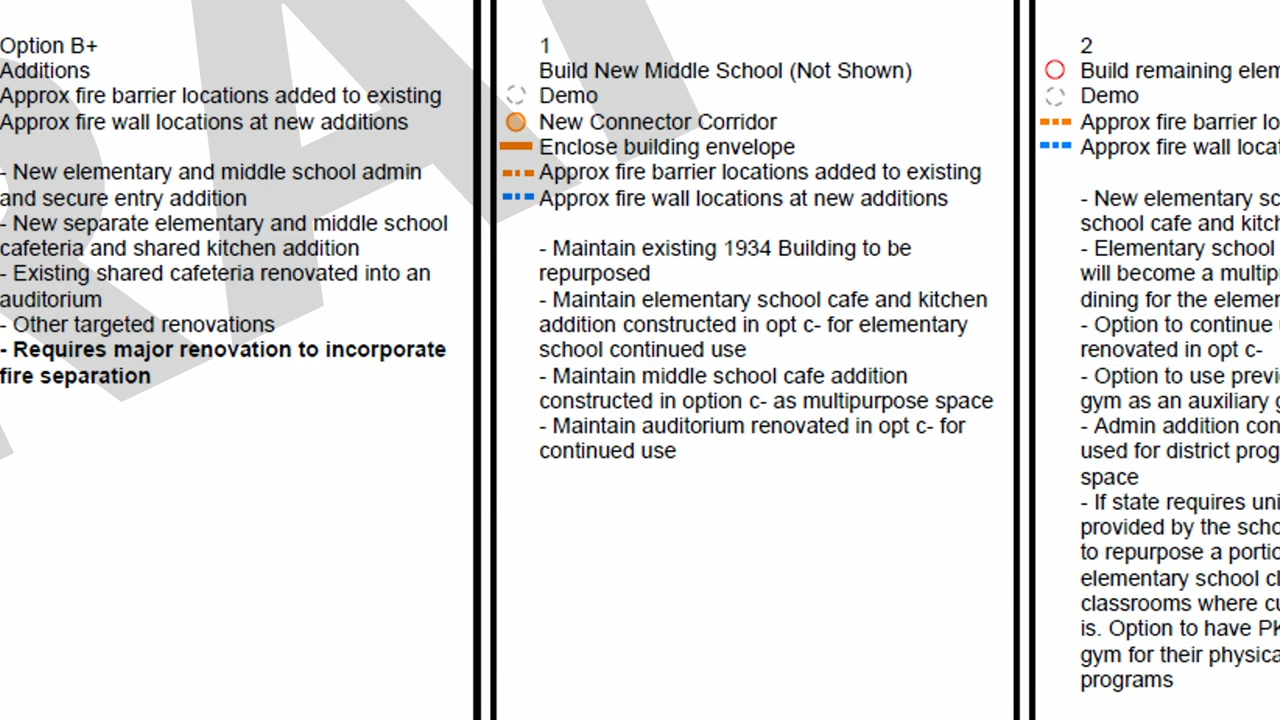 Option B+
Additions
Approx fire barrier locations added to existing
Approx fire wall locations at new additions
- New elementary and middle school admin
and secure entry addition
- New separate elementary and middle school
cafeteria and shared kitchen addition
- Existing shared cafeteria renovated into an
auditorium
- Other targeted renovations
- Requires major renovation to incorporate
fire separation
1
Build New Middle School (Not Shown)
Demo
New Connector Corridor
Enclose building envelope
Approx fire barrier locations added to existing
Approx fire wall locations at new additions
- Maintain existing 1934 Building to be
repurposed
- Maintain elementary school cafe and kitchen
addition constructed in opt c- for elementary
school continued use
- Maintain middle school cafe addition
constructed in option c- as multipurpose space
- Maintain auditorium renovated in opt c- for
continued use
2
Build remaining
Demo
Approx fire barrier
Approx fire wall
- New elementary
school cafe and
- Elementary school
will become a
dining for the
- Option to continue
renovated in opt c-
- Option to use
gym as an auxiliary
- Admin addition
used for district
space
- If state requires
provided by the
to repurpose a
elementary school
classrooms where
is. Option to have
gym for their
programs